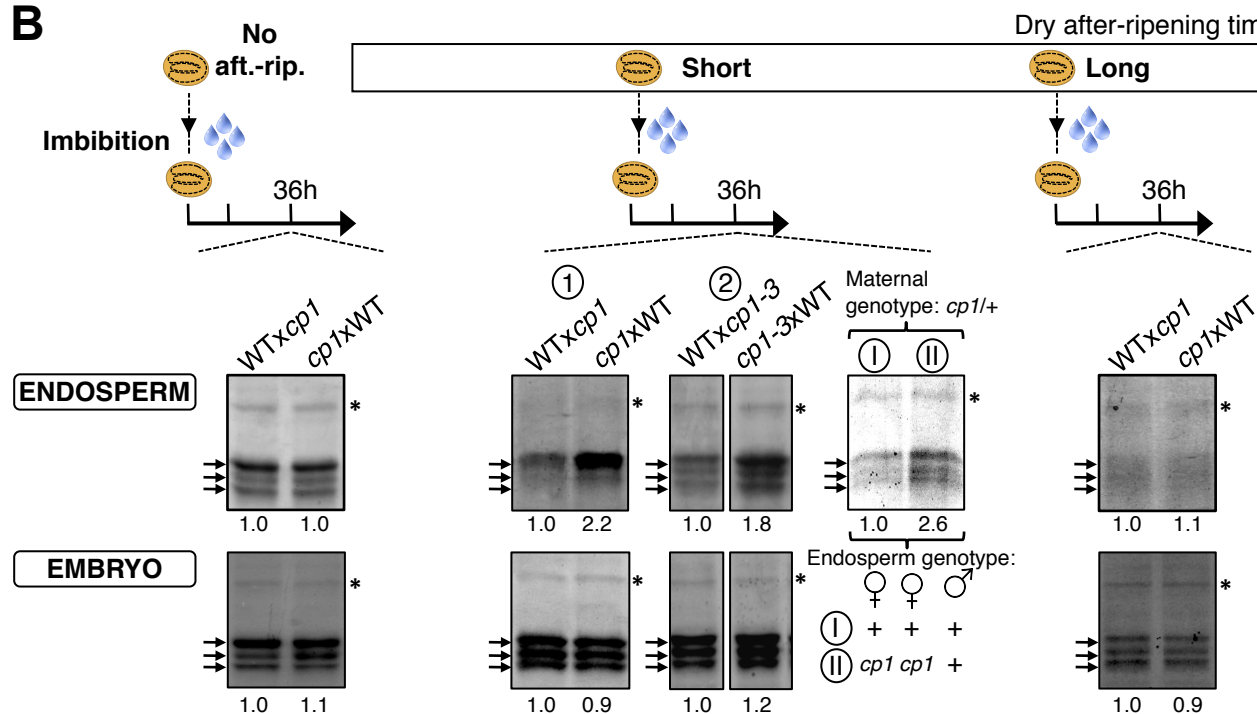 B
No
aft.-rip.
Dry after-ripening tim
Short
Long
Imbibition
36h
36h
36h
1
2
Maternal
genotype: cp1/+
WTxcp1
cp1xWT
WTxcp1
cp1xWT
WTxcp1-3
cp1-3xWT
I
II
WTxcp1
cp1xWT
ENDOSPERM
*
*
*
*
*
1.0 1.0
1.0 2.2
1.0 1.8
1.0 2.6
1.0 1.1
EMBRYO
Endosperm genotype:
*
*
*
*
♀ ♀ ♂
I + + +
II cp1 cp1 +
1.0 1.1
1.0 0.9
1.0 1.2
1.0 0.9